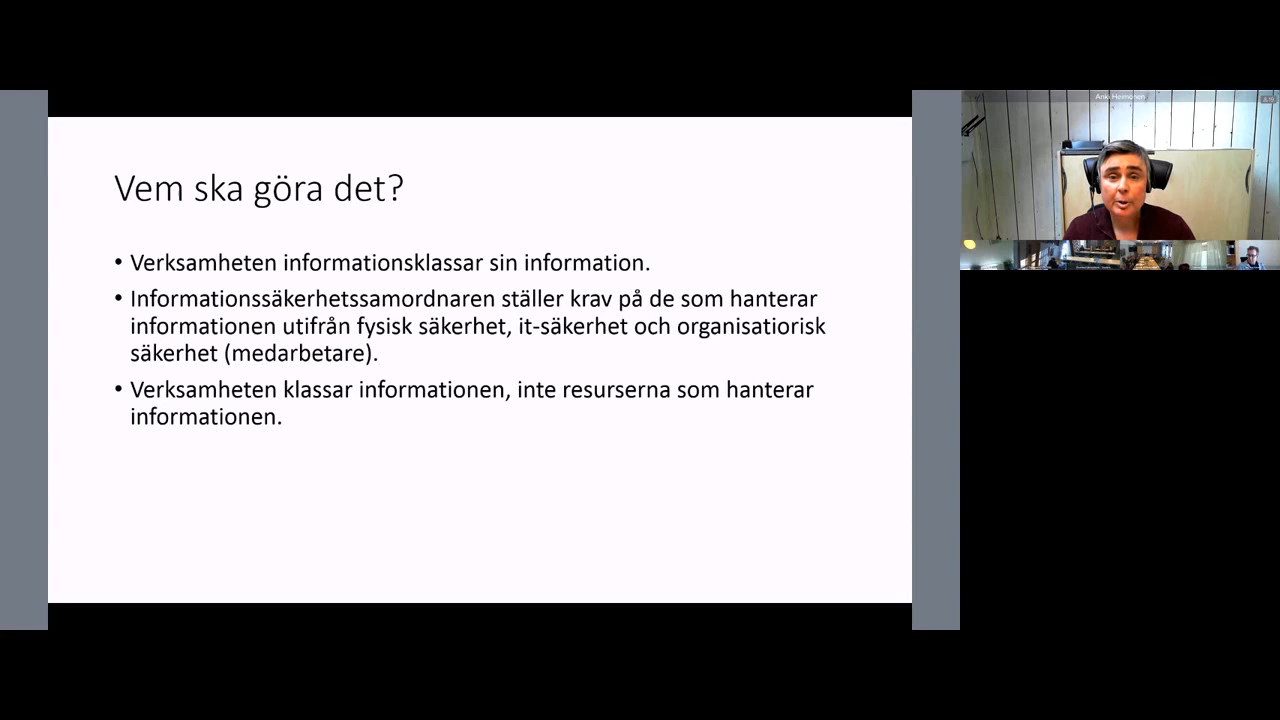 Vem ska göra det?
• Verksamheten informationsklassar sin information.
• Informationssäkerhetssamordnaren ställer krav på de som hanterar
informationen utifrån fysisk säkerhet, it-säkerhet och organisatiorisk
säkerhet (medarbetare).
• Verksamheten klassar informationen, inte resurserna som hanterar
informationen.